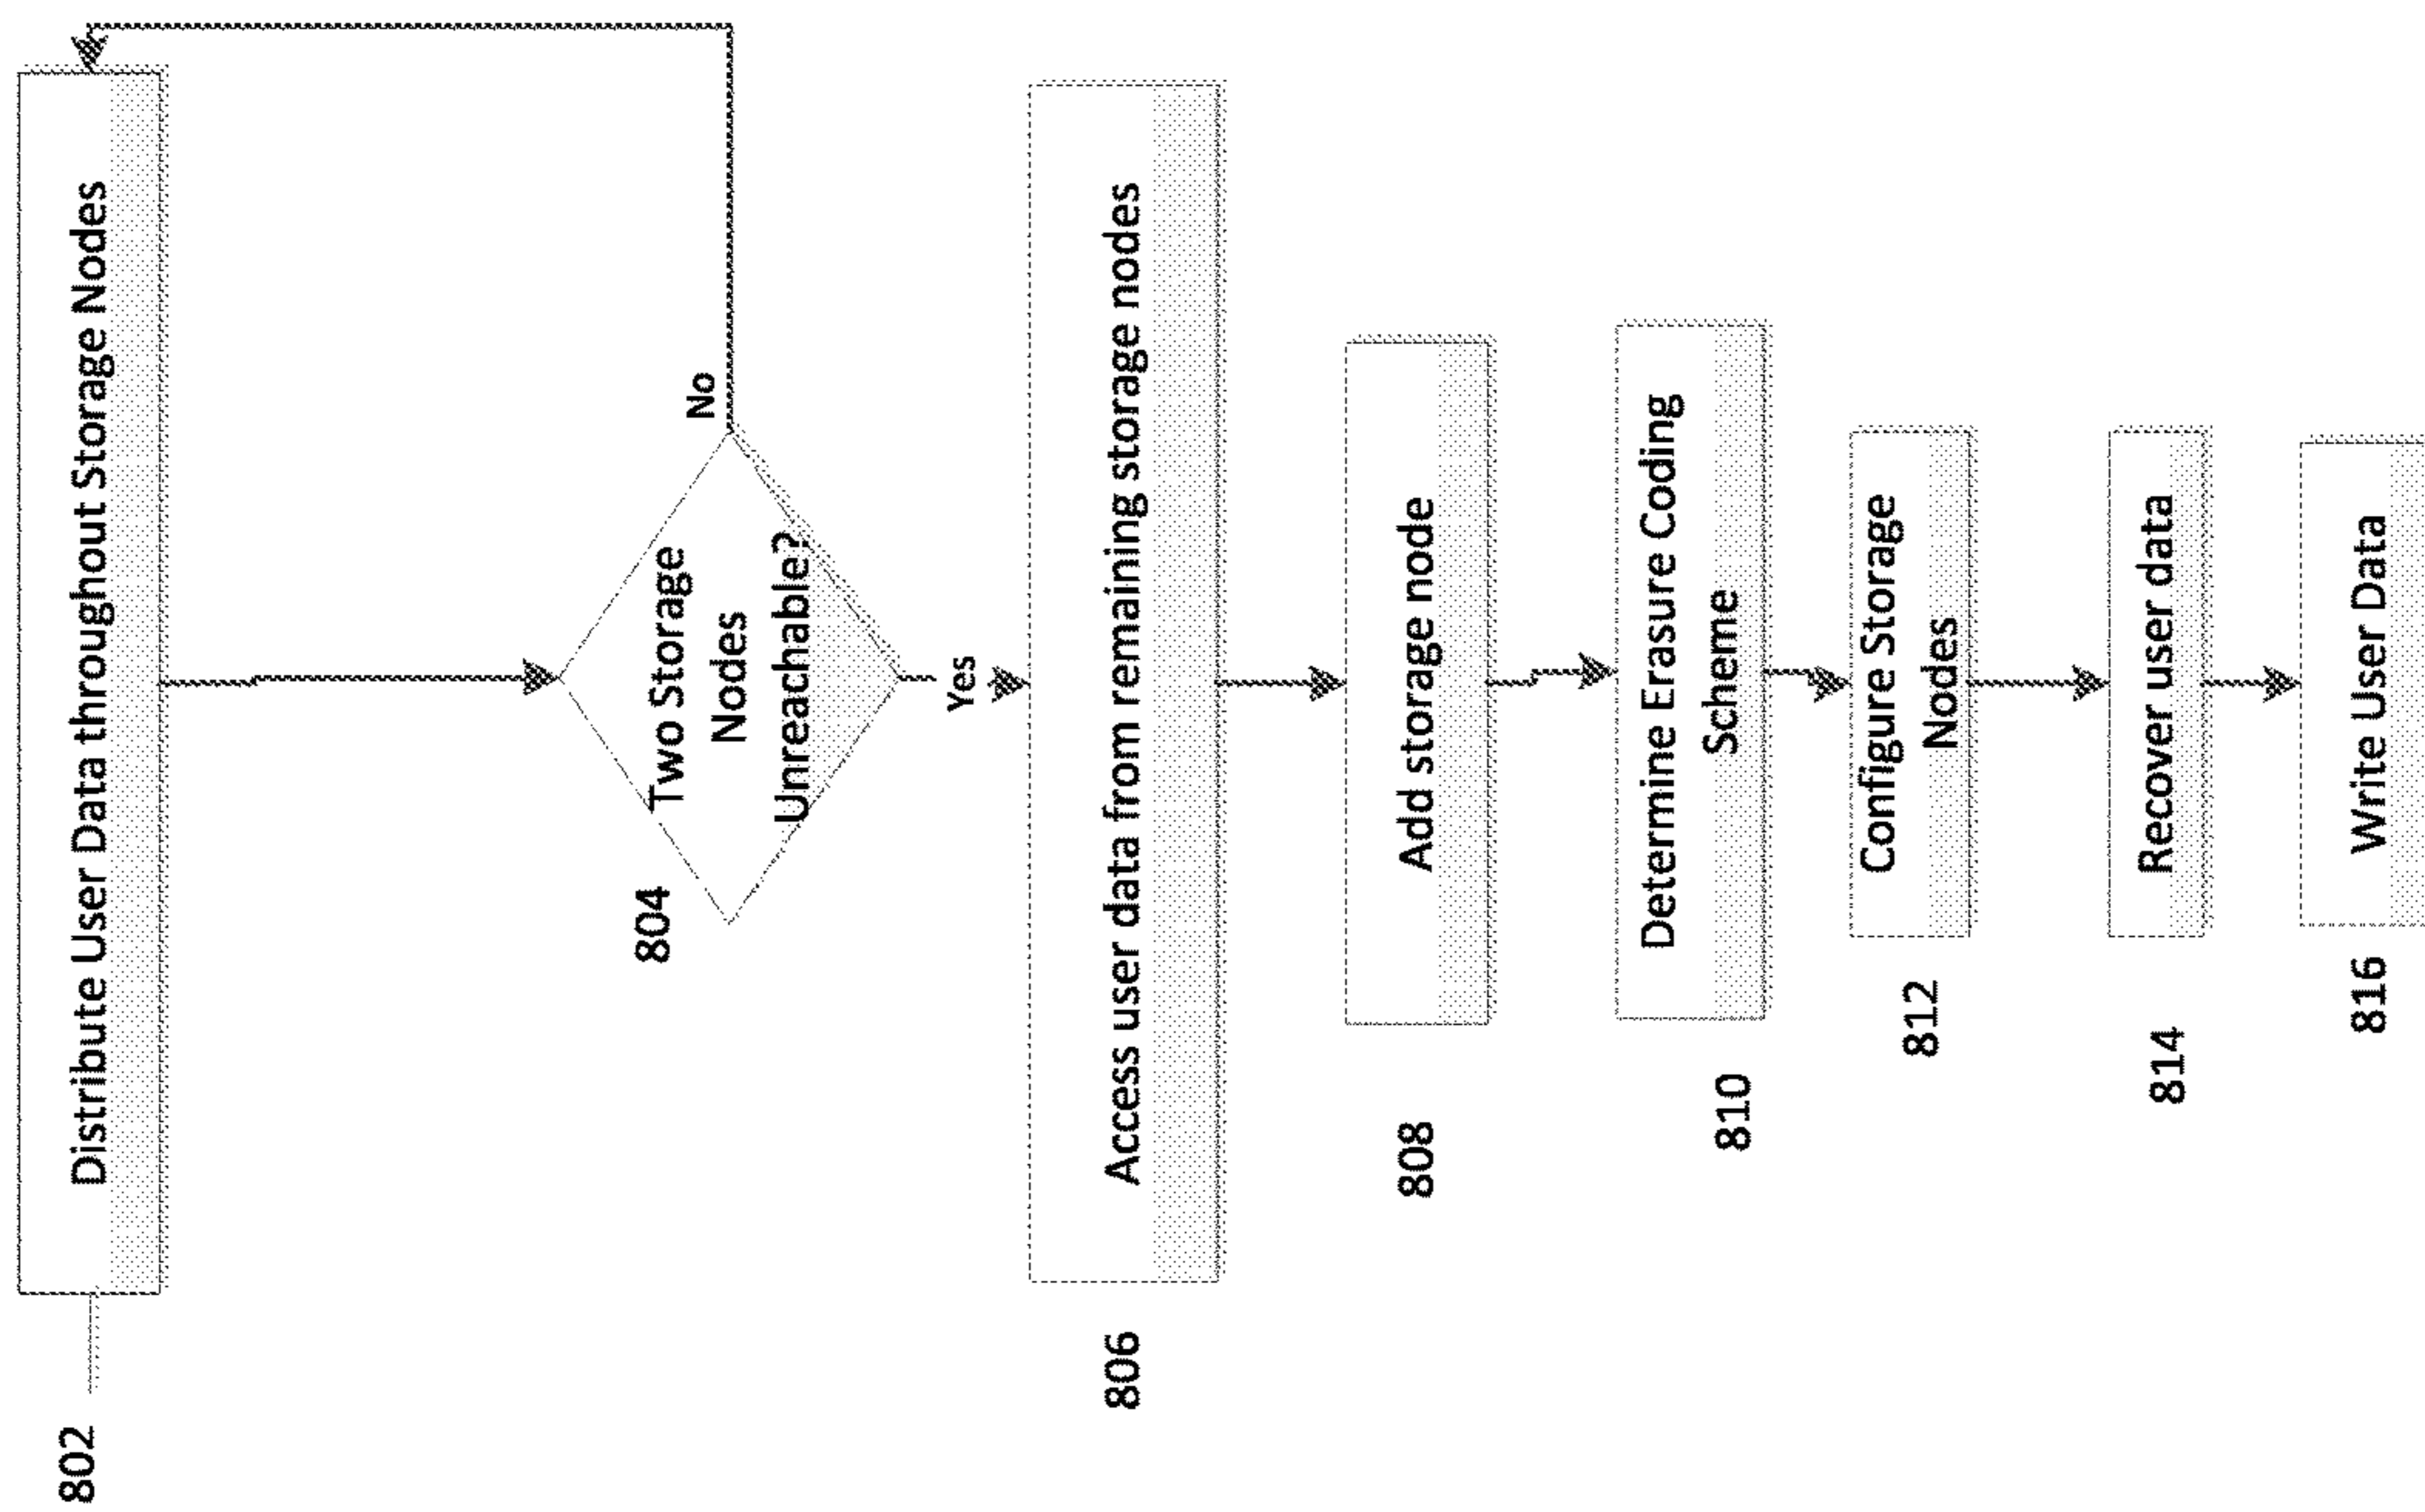 802
Distribute User Data throughout Storage Nodes
804
Two Storage
Nodes
Unreachable?
No
Yes
806
Access user data from remaining storage nodes
808
Add storage node
810
Determine Erasure Coding
Scheme
812
Configure Storage
Nodes
814
Recover user data
816
Write User Data